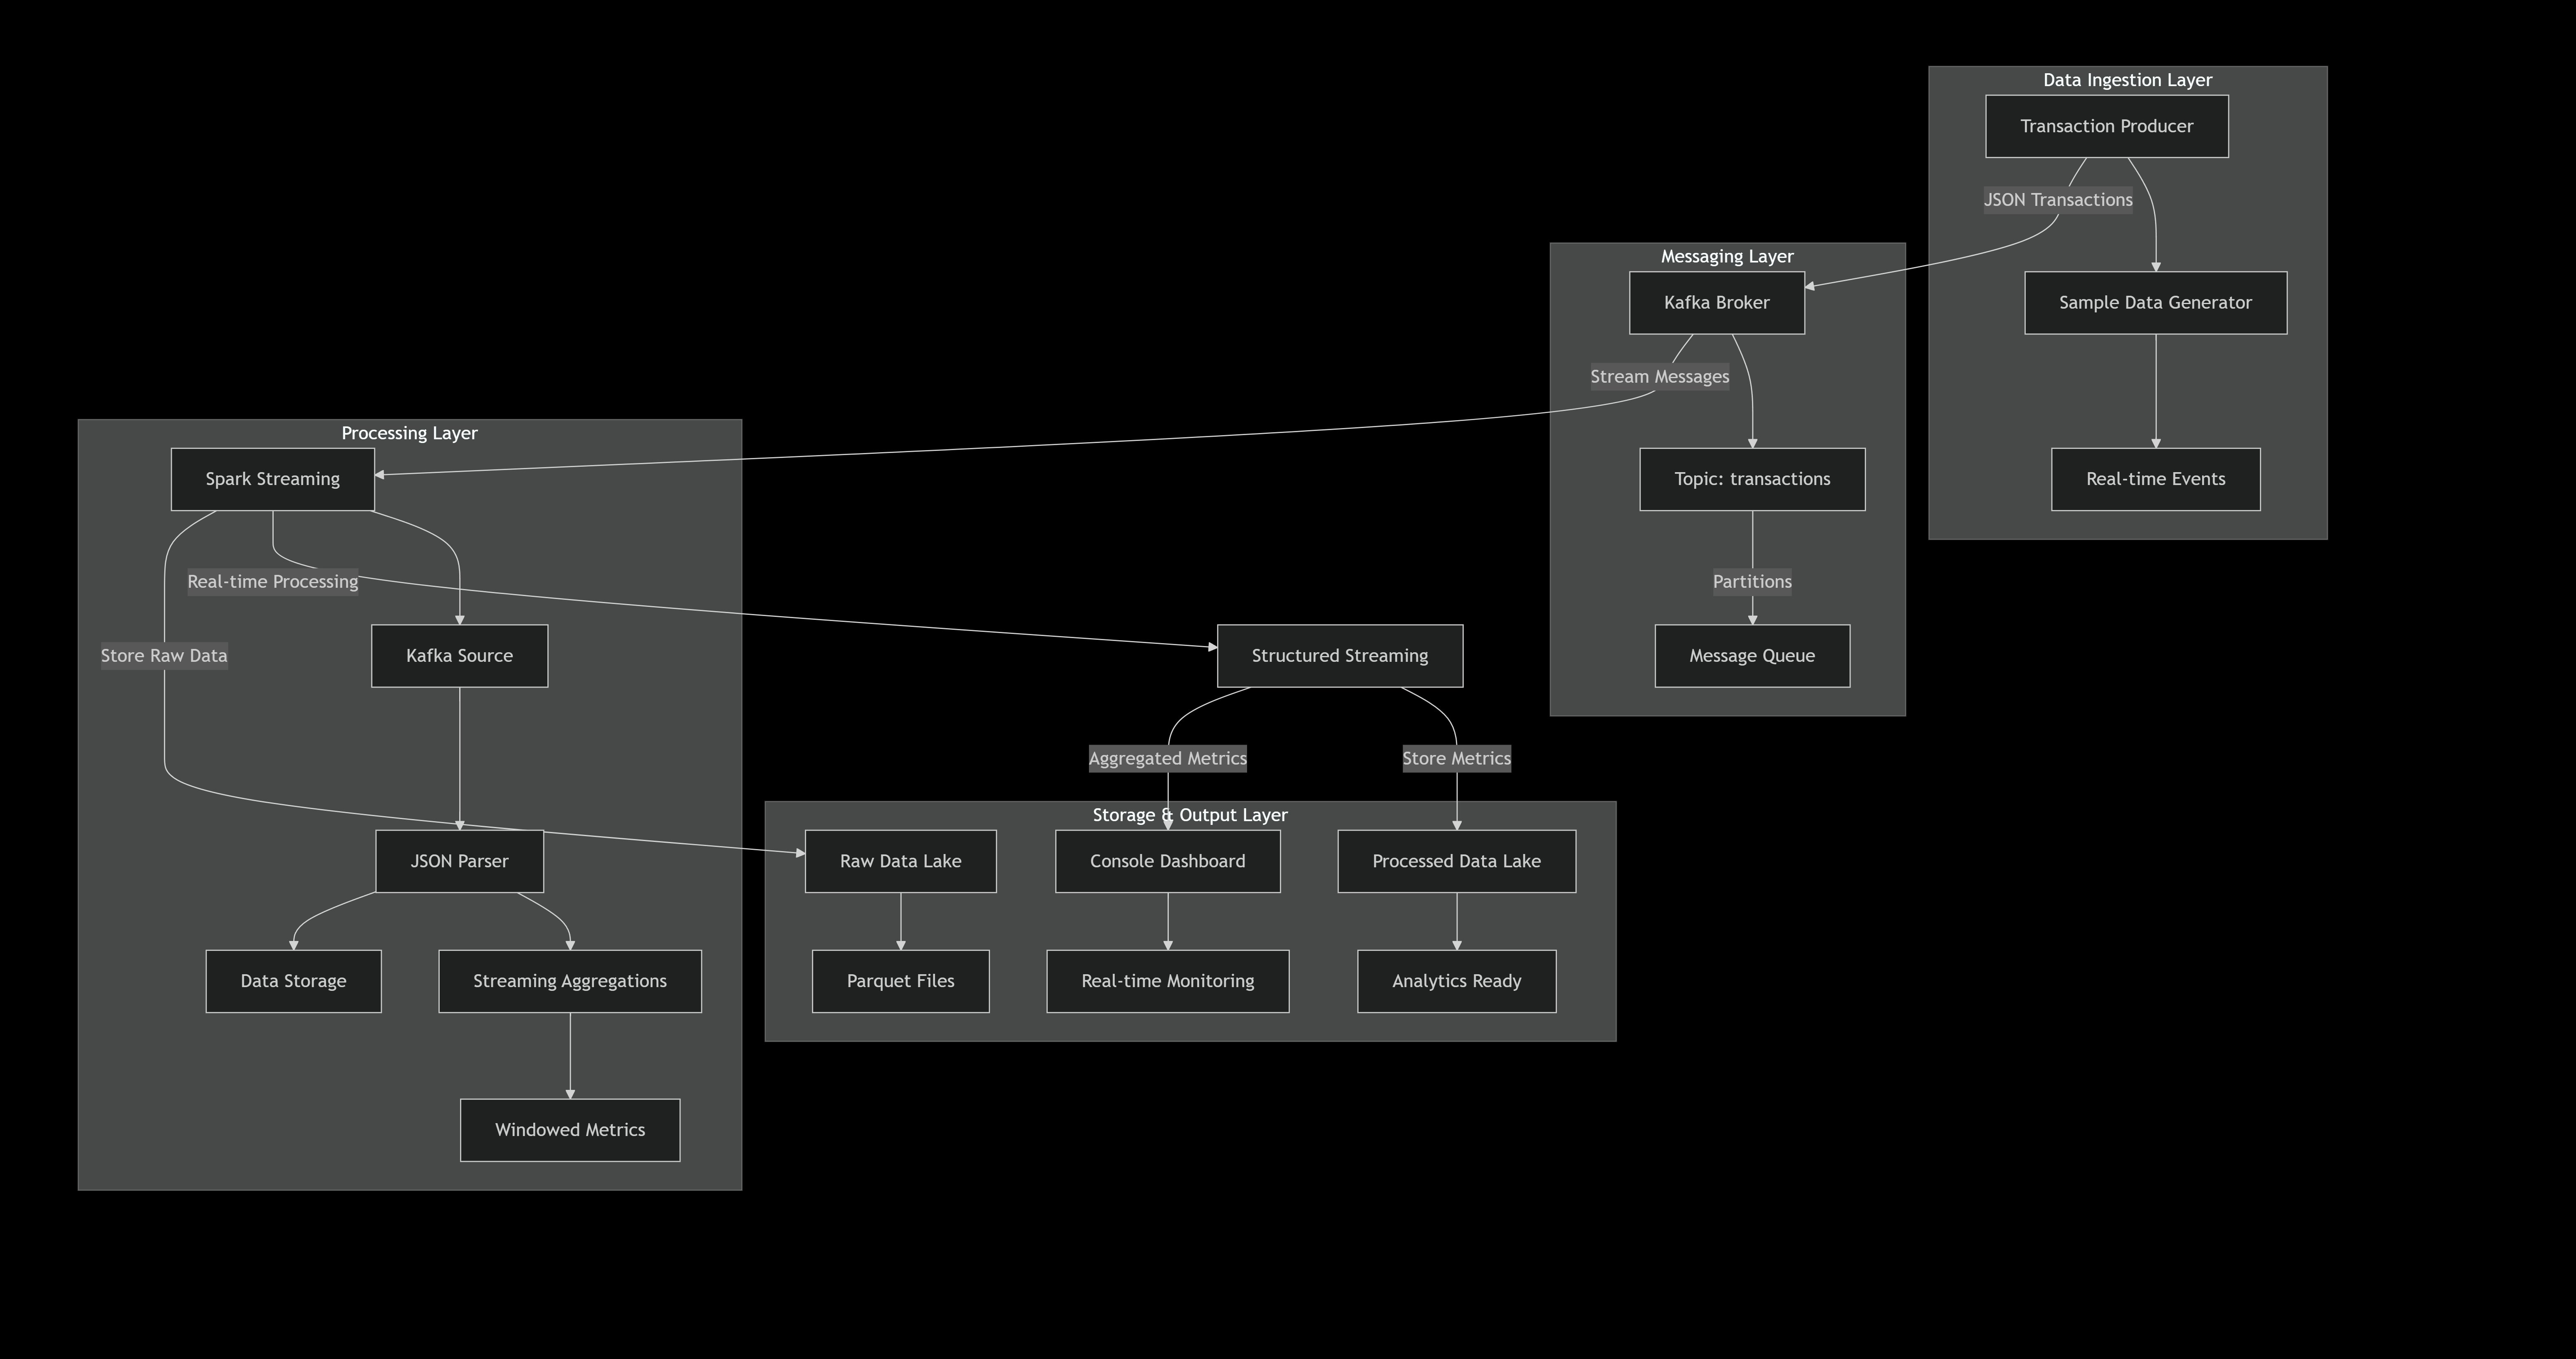 Data Ingestion Layer
Transaction Producer
JSON Transactions
Sample Data Generator
Real-time Events
Messaging Layer
Kafka Broker
Stream Messages
Topic: transactions
Partitions
Message Queue
Processing Layer
Spark Streaming
Real-time Processing
Store Raw Data
Kafka Source
JSON Parser
Data Storage
Streaming Aggregations
Windowed Metrics
Structured Streaming
Aggregated Metrics
Store Metrics
Storage & Output Layer
Raw Data Lake
Console Dashboard
Processed Data Lake
Parquet Files
Real-time Monitoring
Analytics Ready